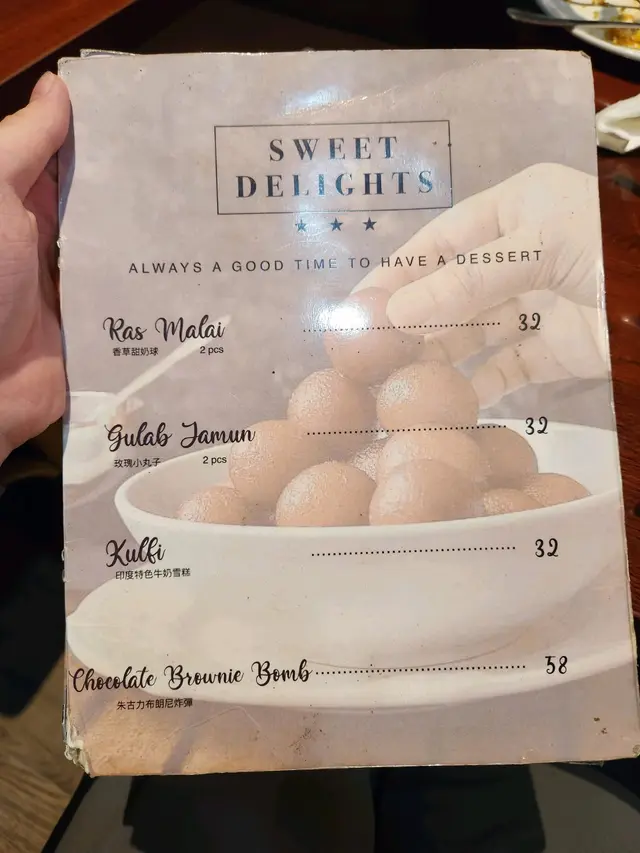 SWEET
DELIGHTS
ALWAYS A GOOD TIME TO HAVE A DESSERT
Ras Malai 32
香草甜奶球 2 pcs
Gulab Jamun 32
玫瑰小丸子 2 pcs
Kulfi 32
印度特色牛奶雪糕
Chocolate Brownie Bomb 58
朱古力布朗尼炸彈